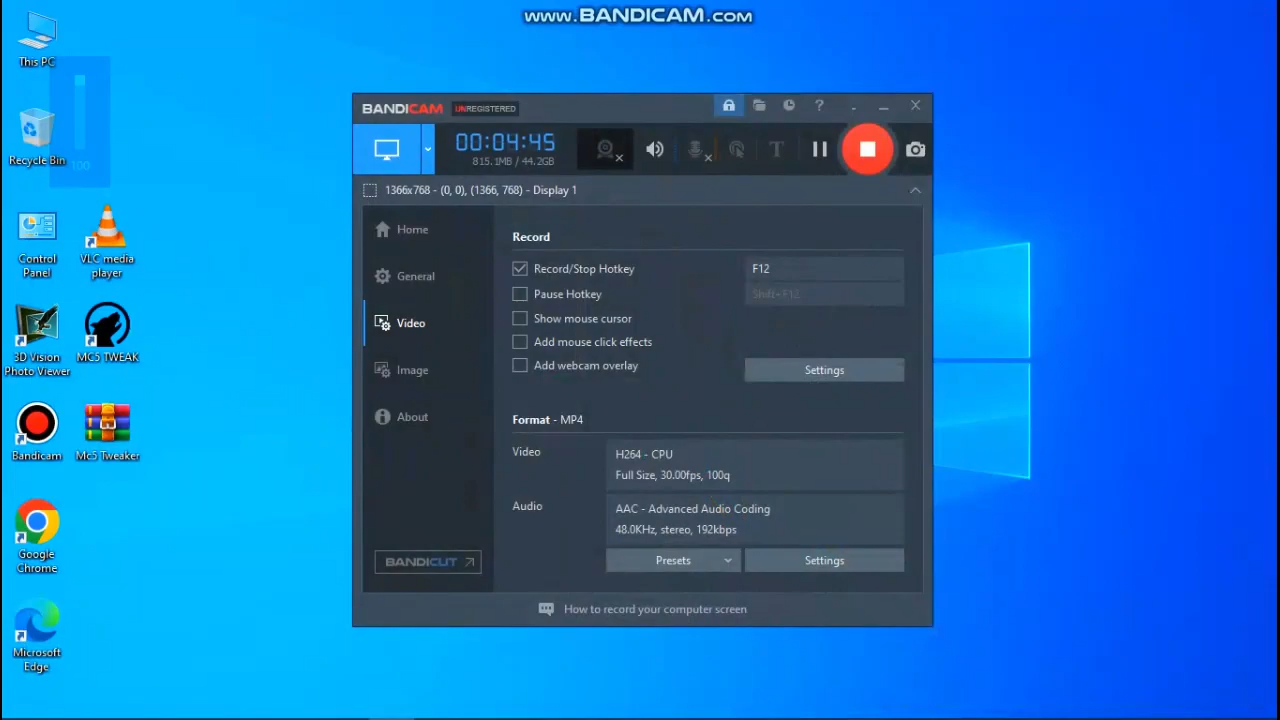 www.BANDICAM.com
This PC
Recycle Bin
100
Control
Panel
VLC media
player
3D Vision
Photo Viewer
MC5 TWEAK
Bandicam
Mc5 Tweaker
Google
Chrome
Microsoft
Edge
BANDICAM UNREGISTERED
?
00:04:45
815.1MB / 44.2GB
T
1366x768 - (0, 0), (1366, 768) - Display 1
Home
General
Video
Image
About
BANDICUT
Record
Record/Stop Hotkey F12
Pause Hotkey Shift+F12
Show mouse cursor
Add mouse click effects
Add webcam overlay
Settings
Format - MP4
Video
H264 - CPU
Full Size, 30.00fps, 100q
Audio
AAC - Advanced Audio Coding
48.0KHz, stereo, 192kbps
Presets
Settings
How to record your computer screen